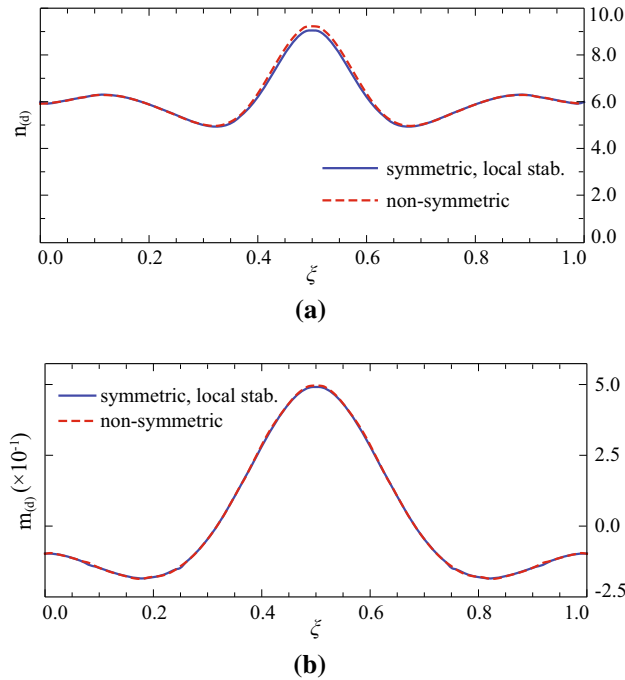 10.0
8.0
6.0
4.0
2.0
0.0
n(d)
symmetric, local stab.
non-symmetric
0.0 0.2 0.4 0.6 0.8 1.0
ξ
(a)
5.0
2.5
0.0
-2.5
m(d) (×10⁻¹)
symmetric, local stab.
non-symmetric
0.0 0.2 0.4 0.6 0.8 1.0
ξ
(b)